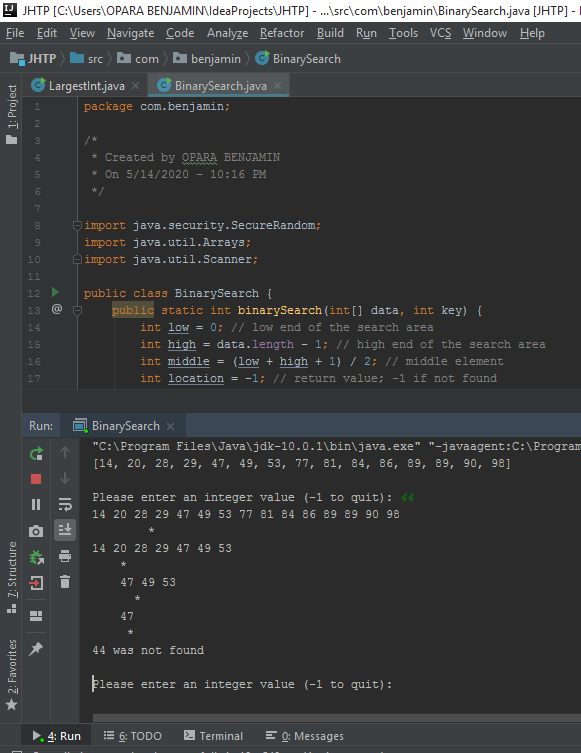 JHTP [C:\Users\OPARA BENJAMIN\IdeaProjects\JHTP] - ...\src\com\benjamin\BinarySearch.java [JHTP] -
File Edit View Navigate Code Analyze Refactor Build Run Tools VCS Window Help
JHTP src com benjamin BinarySearch
LargestInt.java BinarySearch.java
1: Project
1 package com.benjamin;
2
3 /*
4 * Created by OPARA BENJAMIN
5 * On 5/14/2020 - 10:16 PM
6 */
7
8 import java.security.SecureRandom;
9 import java.util.Arrays;
10 import java.util.Scanner;
11
12 public class BinarySearch {
13 @ public static int binarySearch(int[] data, int key) {
14 int low = 0; // low end of the search area
15 int high = data.length - 1; // high end of the search area
16 int middle = (low + high + 1) / 2; // middle element
17 int location = -1; // return value; -1 if not found
Run: BinarySearch
"C:\Program Files\Java\jdk-10.0.1\bin\java.exe" "-javaagent:C:\Program
[14, 20, 28, 29, 47, 49, 53, 77, 81, 84, 86, 89, 89, 90, 98]
Please enter an integer value (-1 to quit): 44
14 20 28 29 47 49 53 77 81 84 86 89 89 90 98
*
14 20 28 29 47 49 53
*
47 49 53
*
47
*
44 was not found
Please enter an integer value (-1 to quit):
7: Structure
2: Favorites
4: Run 6: TODO Terminal 0: Messages